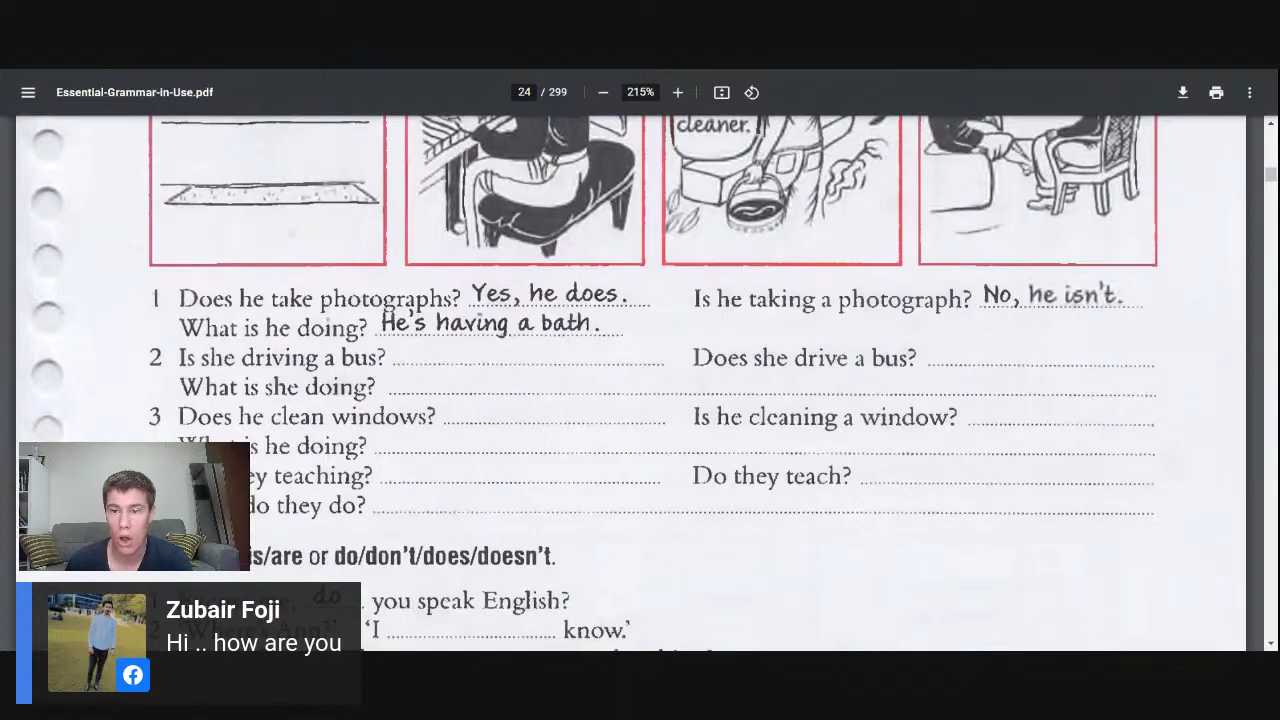 Essential-Grammar-in-Use.pdf
24 / 299
215%
cleaner.
1 Does he take photographs? Yes, he does. Is he taking a photograph? No, he isn't.
What is he doing? He's having a bath.
2 Is she driving a bus? Does she drive a bus?
What is she doing?
3 Does he clean windows? Is he cleaning a window?
is he doing?
ey teaching? Do they teach?
do they do?
is/are or do/don't/does/doesn't.
do you speak English?
'I know.'
Zubair Foji
Hi .. how are you